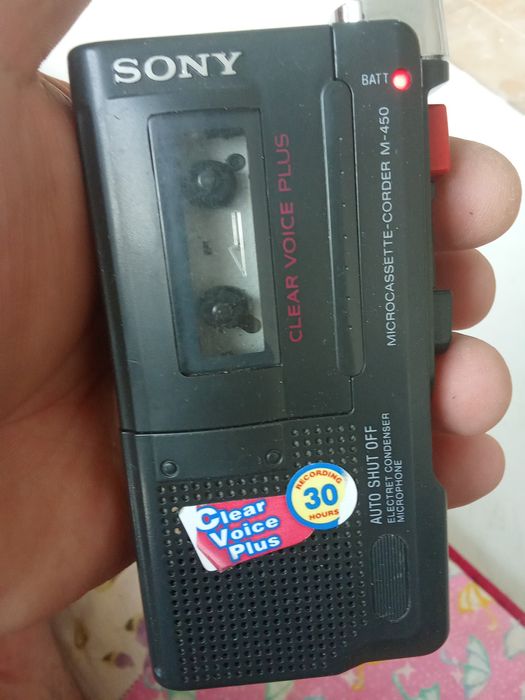 SONY
BATT
CLEAR VOICE PLUS
MICROCASSETTE-CORDER M-450
AUTO SHUT OFF
ELECTRET CONDENSER
MICROPHONE
RECORDING
30
HOURS
Clear
Voice
Plus